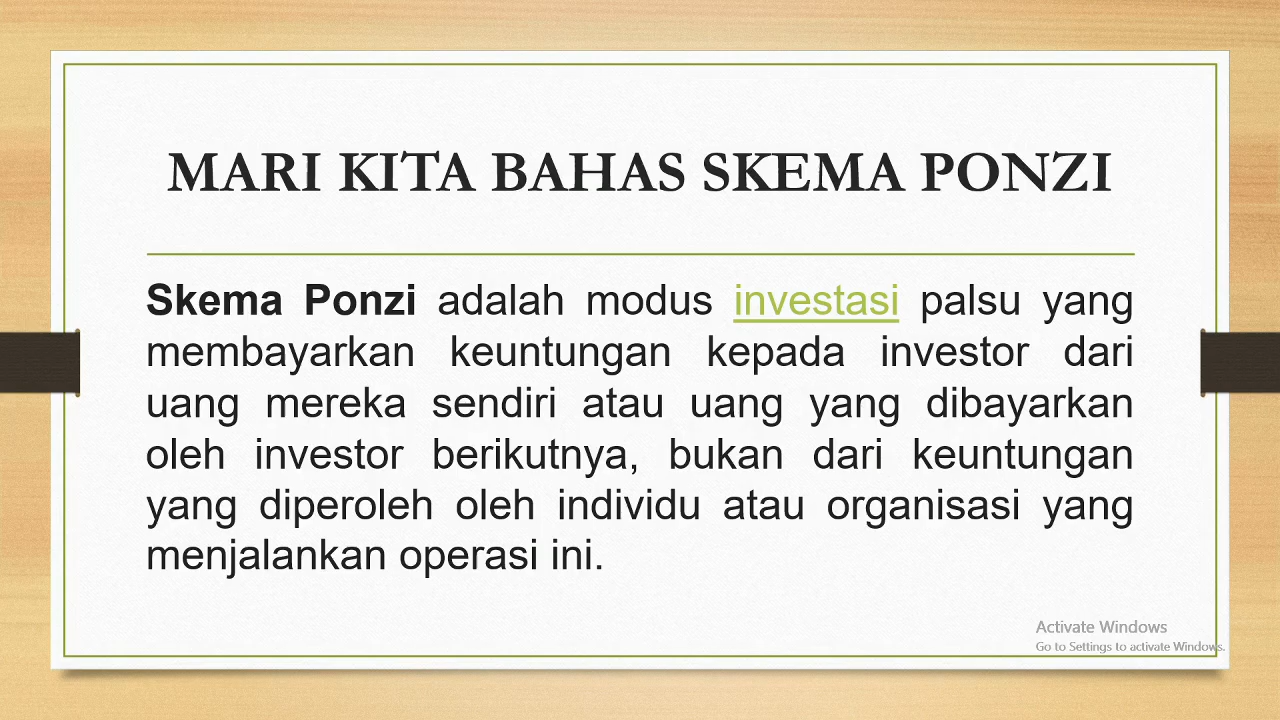 MARI KITA BAHAS SKEMA PONZI
Skema Ponzi adalah modus investasi palsu yang
membayarkan keuntungan kepada investor dari
uang mereka sendiri atau uang yang dibayarkan
oleh investor berikutnya, bukan dari keuntungan
yang diperoleh oleh individu atau organisasi yang
menjalankan operasi ini.
Activate Windows
Go to Settings to activate Windows.